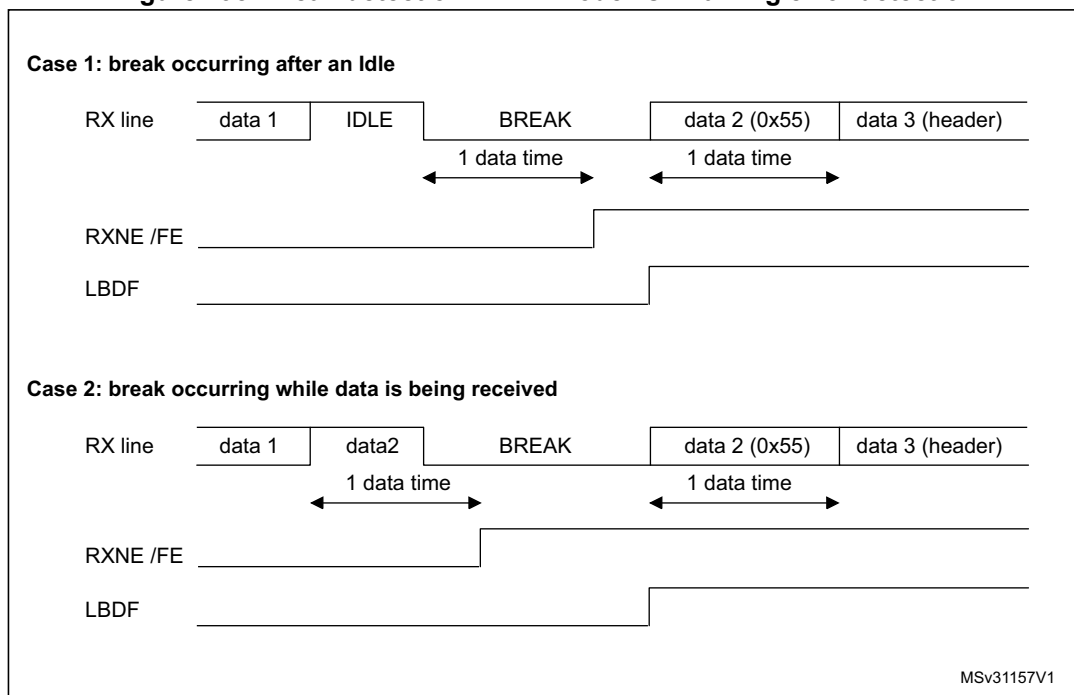 Case 1: break occurring after an Idle
RX line data 1 IDLE BREAK data 2 (0x55) data 3 (header)
1 data time 1 data time
RXNE /FE
LBDF
Case 2: break occurring while data is being received
RX line data 1 data2 BREAK data 2 (0x55) data 3 (header)
1 data time 1 data time
RXNE /FE
LBDF
MSv31157V1